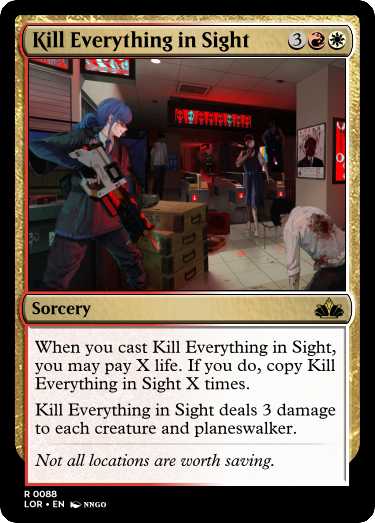 Kill Everything in Sight 3
Sorcery
When you cast Kill Everything in Sight,
you may pay X life. If you do, copy Kill
Everything in Sight X times.
Kill Everything in Sight deals 3 damage
to each creature and planeswalker.
Not all locations are worth saving.
R 0088
LOR • EN NNGO